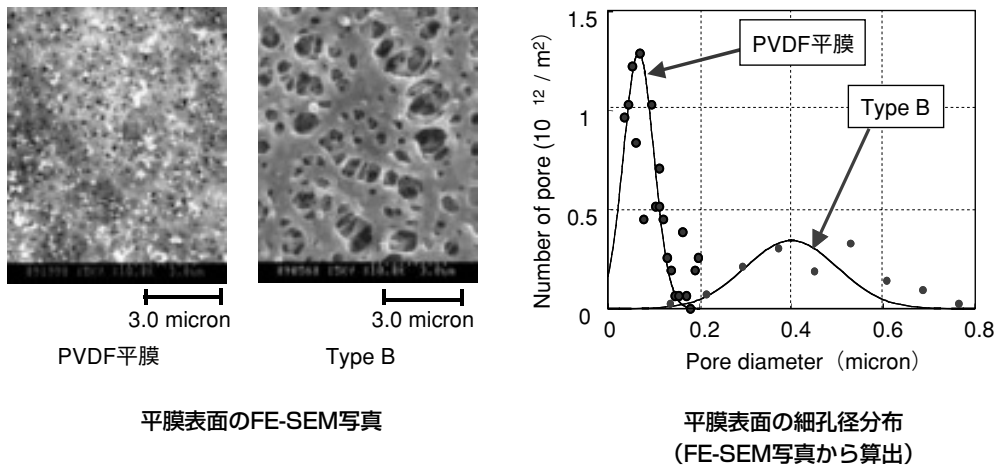 3.0 micron
3.0 micron
PVDF平膜
Type B
平膜表面のFE-SEM写真
1.5
1
0.5
0
0
0.2
0.4
0.6
0.8
Number of pore (10 12 / m2)
Pore diameter（micron）
PVDF平膜
Type B
平膜表面の細孔径分布
（FE-SEM写真から算出）